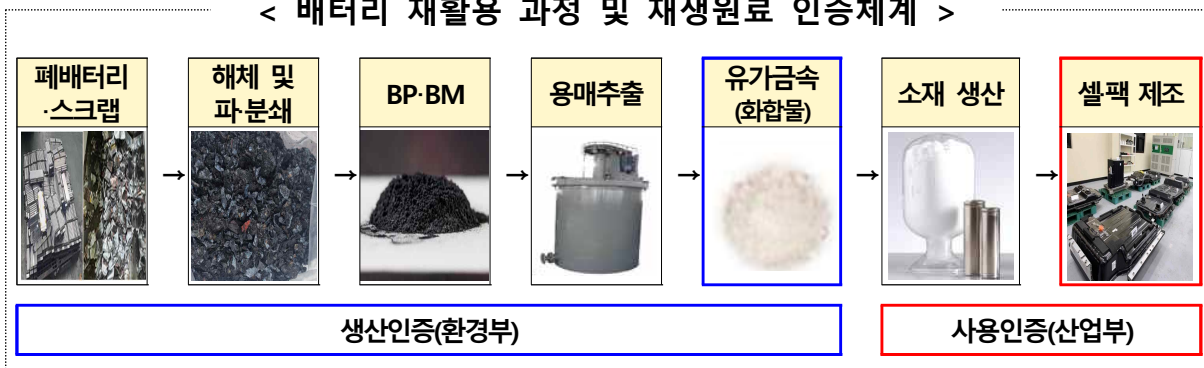 < 배터리 재활용 과정 및 재생원료 인증체계 >
폐배터리
·스크랩
해체 및
파·분쇄
BP·BM
용매추출
유가금속
(화합물)
소재 생산
셀·팩 제조
→ → → → → →
생산인증(환경부)
사용인증(산업부)